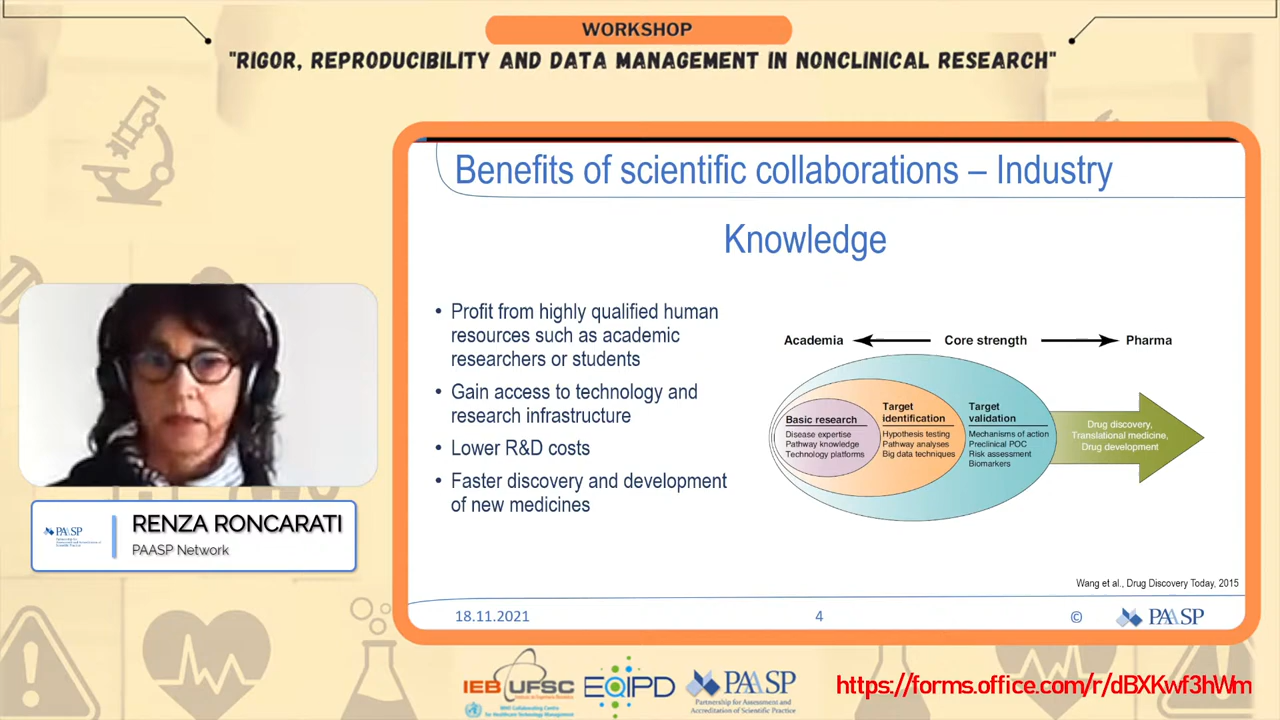 WORKSHOP
"RIGOR, REPRODUCIBILITY AND DATA MANAGEMENT IN NONCLINICAL RESEARCH"
Benefits of scientific collaborations – Industry
Knowledge
• Profit from highly qualified human
resources such as academic
researchers or students
• Gain access to technology and
research infrastructure
• Lower R&D costs
• Faster discovery and development
of new medicines
Academia
Core strength
Pharma
Basic research
Disease expertise
Pathway knowledge
Technology platforms
Target
identification
Hypothesis testing
Pathway analyses
Big data techniques
Target
validation
Mechanisms of action
Preclinical POC
Risk assessment
Biomarkers
Drug discovery,
Translational medicine,
Drug development
Wang et al., Drug Discovery Today, 2015
18.11.2021
4
©
PAASP
PAASP
RENZA RONCARATI
PAASP Network
IEB UFSC
EQIPD
PAASP
Partnership for Assessment and
Accreditation of Scientific Practice
https://forms.office.com/r/dBXKwf3hWm